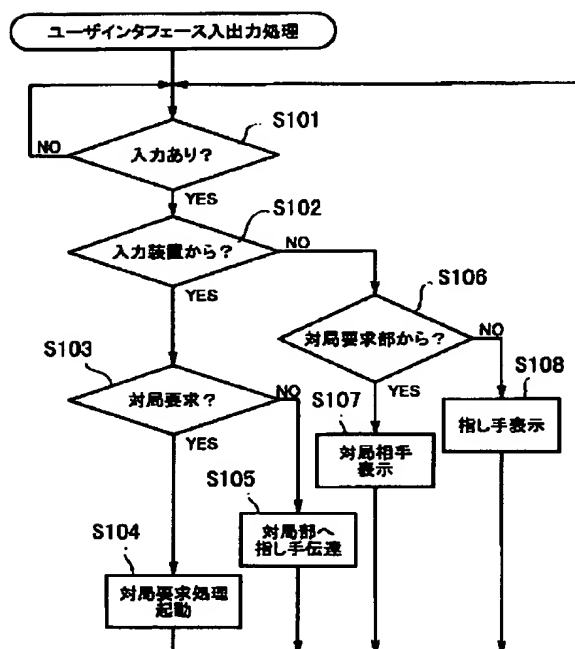 ユーザインタフェース入出力処理
S101
入力あり?
NO
YES
S102
入力装置から?
NO
YES
S106
対局要求部から?
NO
YES
S103
対局要求?
NO
YES
S108
指し手表示
S107
対局相手
表示
S105
対局部へ
指し手伝達
S104
対局要求処理
起動